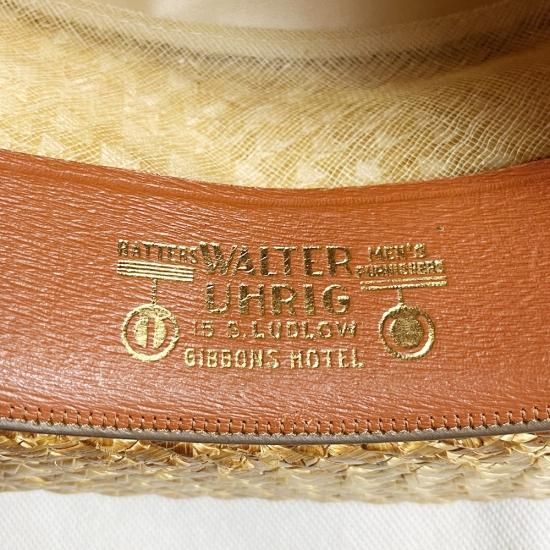 HATTERS
WALTER
UHRIG
MEN'S
FURNISHERS
15 S. LUDLOW
GIBBONS HOTEL